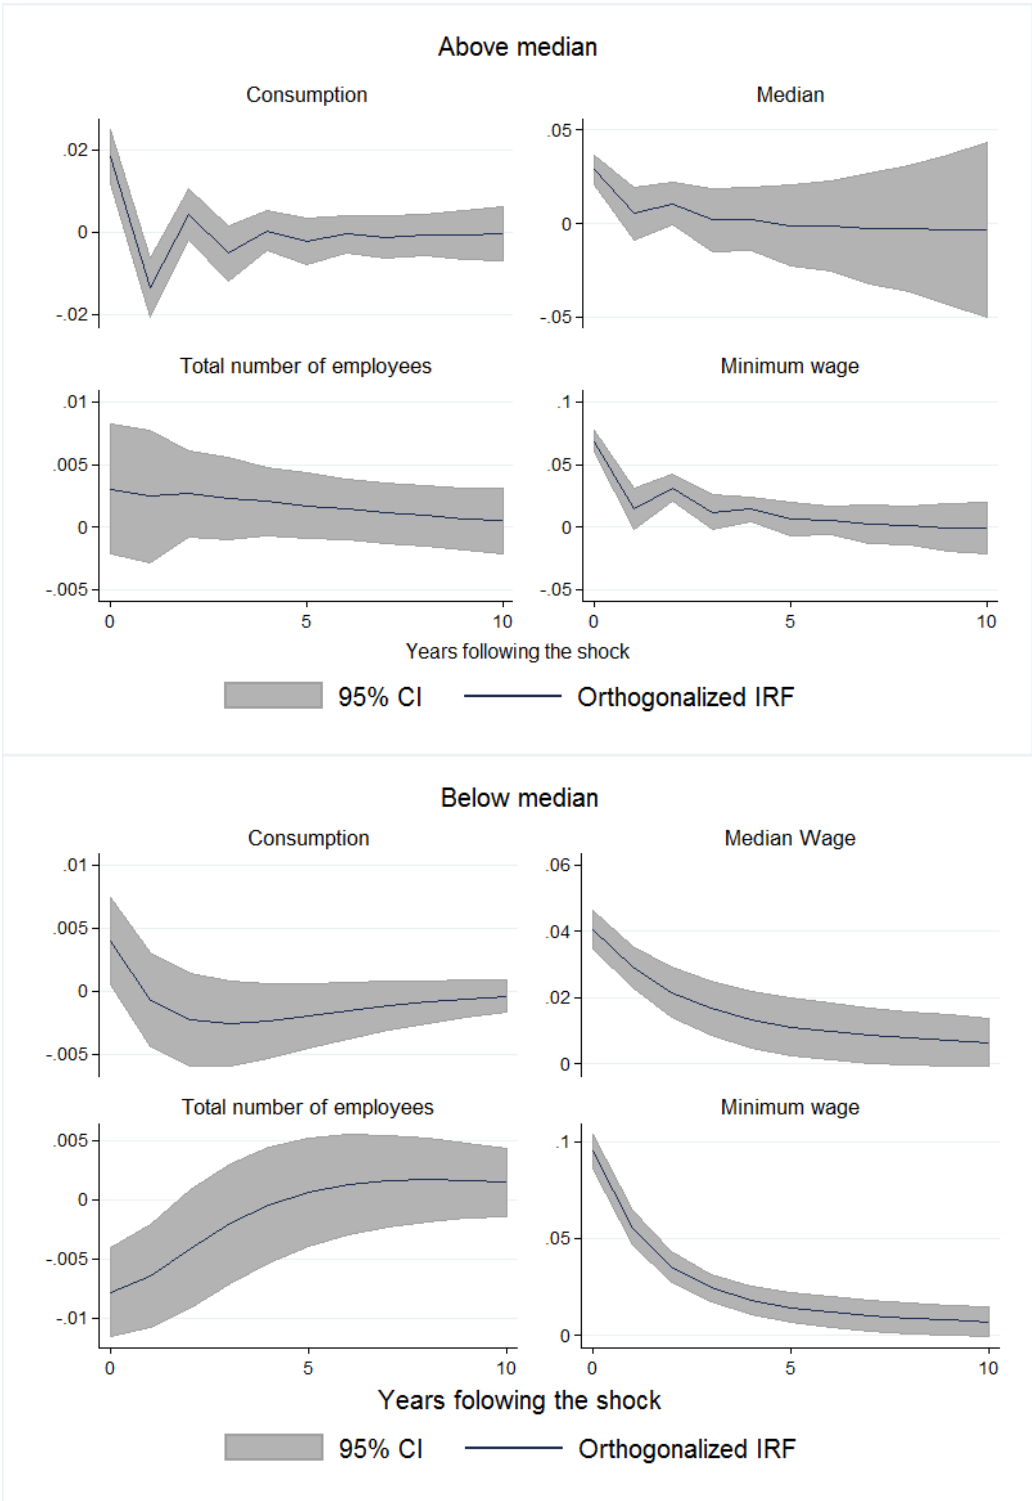 Above median
Consumption
Median
.02
0
-.02
.05
0
-.05
Total number of employees
Minimum wage
.01
.005
0
-.005
0
5
10
.1
.05
0
-.05
0
5
10
Years following the shock
95% CI
Orthogonalized IRF
Below median
Consumption
Median Wage
.01
.005
0
-.005
.06
.04
.02
0
Total number of employees
Minimum wage
.005
0
-.005
-.01
0
5
10
.1
.05
0
0
5
10
Years folowing the shock
95% CI
Orthogonalized IRF